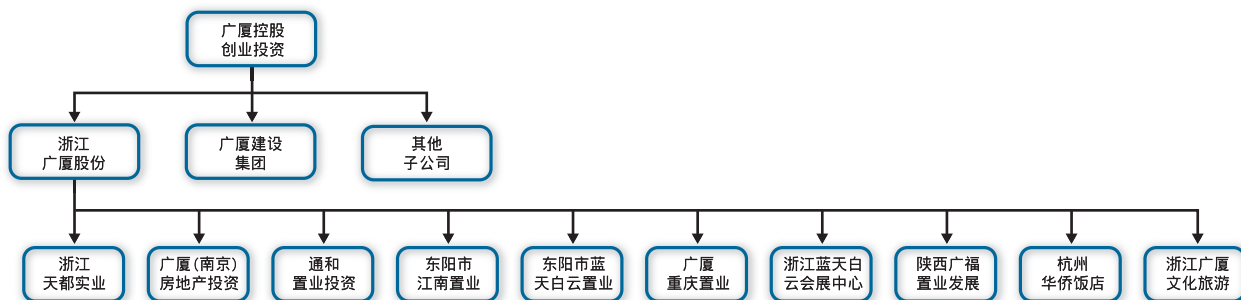 广厦控股
创业投资
浙江
广厦股份
广厦建设
集团
其他
子公司
浙江
天都实业
广厦(南京)
房地产投资
通和
置业投资
东阳市
江南置业
东阳市蓝
天白云置业
广厦
重庆置业
浙江蓝天白
云会展中心
陕西广福
置业发展
杭州
华侨饭店
浙江广厦
文化旅游